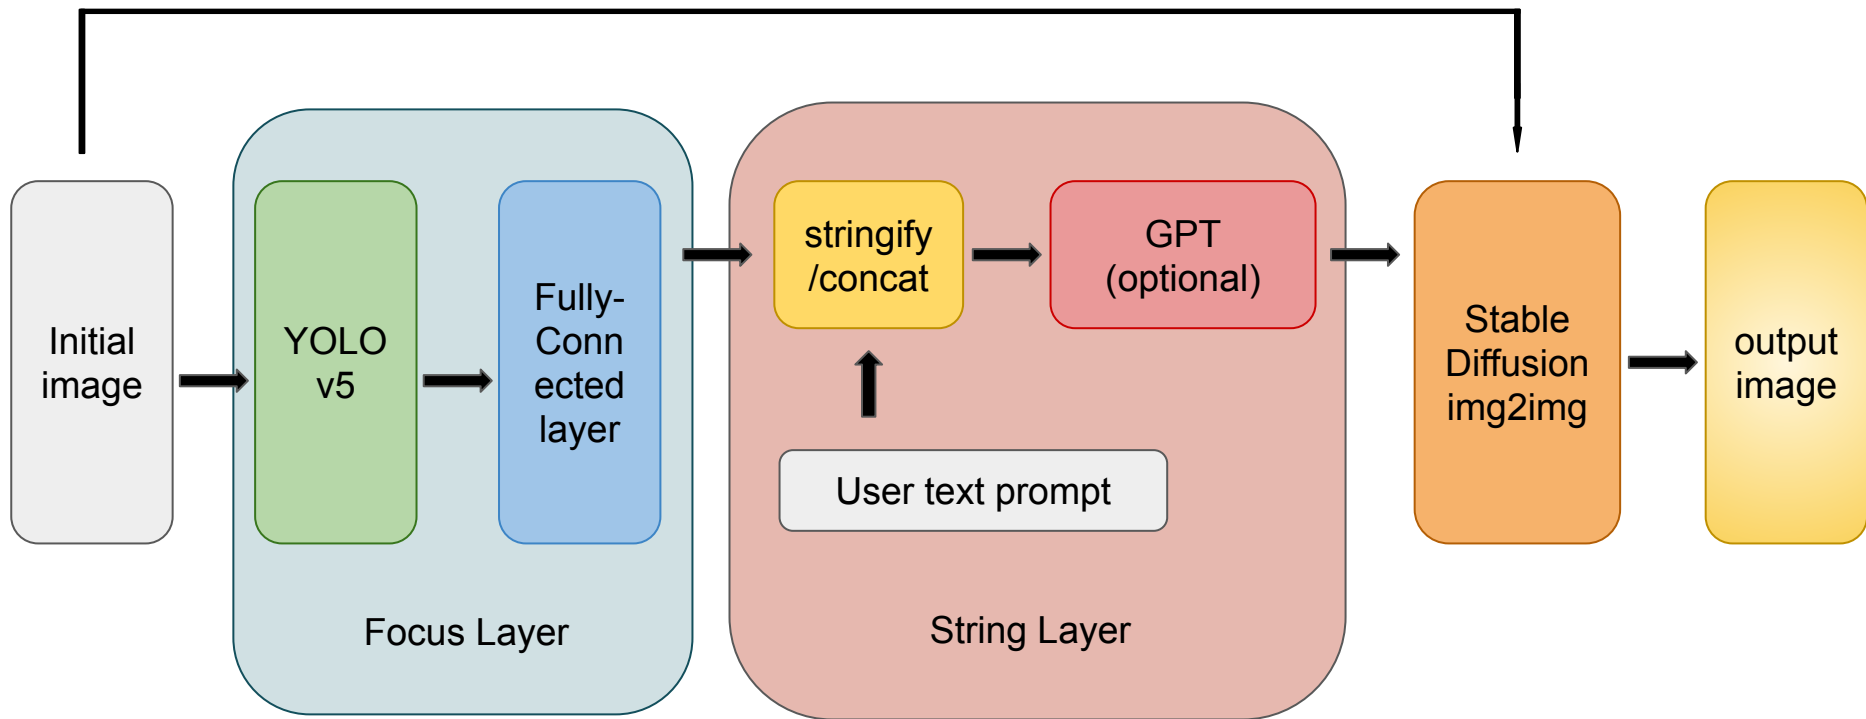 Initial
image
YOLO
v5
Fully-
Conn
ected
layer
Focus Layer
stringify
/concat
GPT
(optional)
User text prompt
String Layer
Stable
Diffusion
img2img
output
image